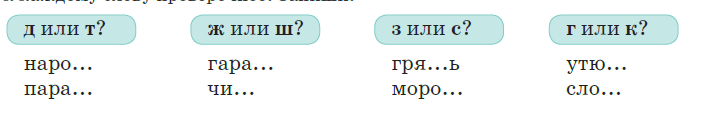 д или т? ж или ш? з или с? г или к?
наро... гара... гря...ь утю...
пара... чи... моро... сло...